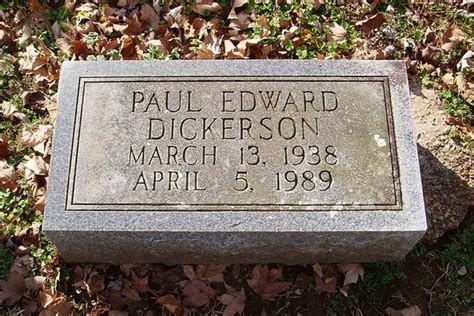 PAUL EDWARD
DICKERSON
MARCH 13, 1938
APRIL 5, 1989